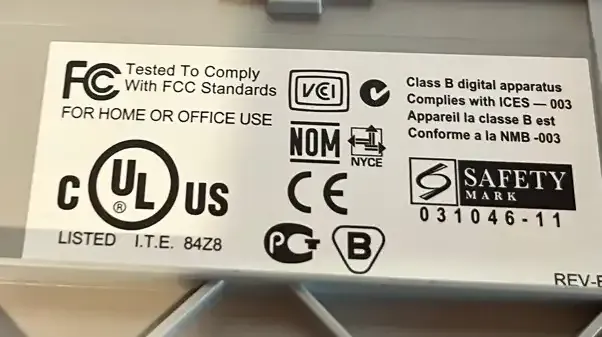 FC Tested To Comply
With FCC Standards
FOR HOME OR OFFICE USE
C UL US
®
LISTED I.T.E. 84Z8
VCI
NOM
NYCE
CE
PCT B
Class B digital apparatus
Complies with ICES — 003
Appareil la classe B est
Conforme a la NMB -003
SAFETY
MARK
031046-11
REV-E